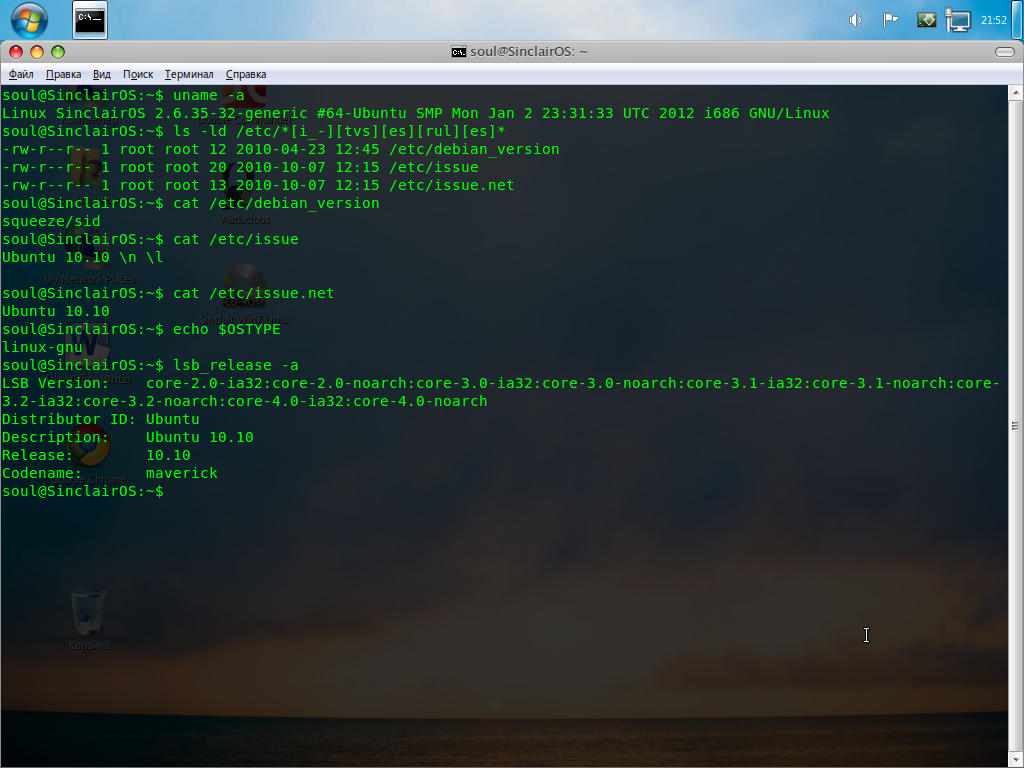 21:52
soul@SinclairOS: ~
Файл Правка Вид Поиск Терминал Справка
soul@SinclairOS:~$ uname -a
Linux SinclairOS 2.6.35-32-generic #64-Ubuntu SMP Mon Jan 2 23:31:33 UTC 2012 i686 GNU/Linux
soul@SinclairOS:~$ ls -ld /etc/*[i_-][tvs][es][rul][es]*
-rw-r--r-- 1 root root 12 2010-04-23 12:45 /etc/debian_version
-rw-r--r-- 1 root root 20 2010-10-07 12:15 /etc/issue
-rw-r--r-- 1 root root 13 2010-10-07 12:15 /etc/issue.net
soul@SinclairOS:~$ cat /etc/debian_version
Audacious
squeeze/sid
soul@SinclairOS:~$ cat /etc/issue
Ubuntu 10.10 \n \l
My Network Places
soul@SinclairOS:~$ cat /etc/issue.net
CD-ROM
Ubuntu 10.10
Sinclair Win7 Linux
soul@SinclairOS:~$ echo $OSTYPE
linux-gnu
soul@SinclairOS:~$ lsb_release -a
LSB Version:    core-2.0-ia32:core-2.0-noarch:core-3.0-ia32:core-3.0-noarch:core-3.1-ia32:core-3.1-noarch:core-
3.2-ia32:core-3.2-noarch:core-4.0-ia32:core-4.0-noarch
Distributor ID: Ubuntu
Description:    Ubuntu 10.10
Release:        10.10
Codename:       maverick
Google Chrome
soul@SinclairOS:~$
Корзина